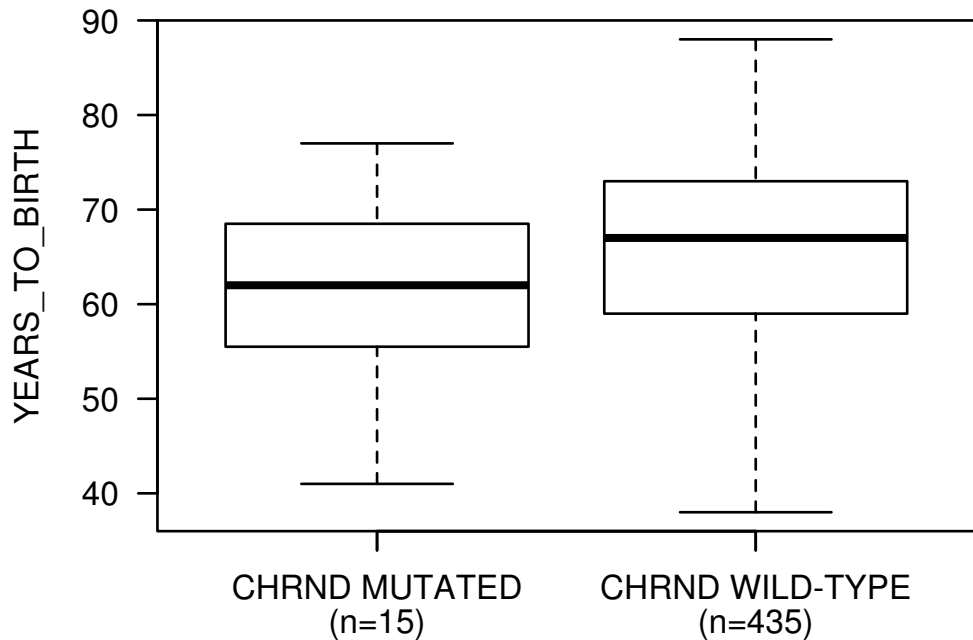 YEARS_TO_BIRTH
90
80
70
60
50
40
CHRND MUTATED
(n=15)
CHRND WILD-TYPE
(n=435)